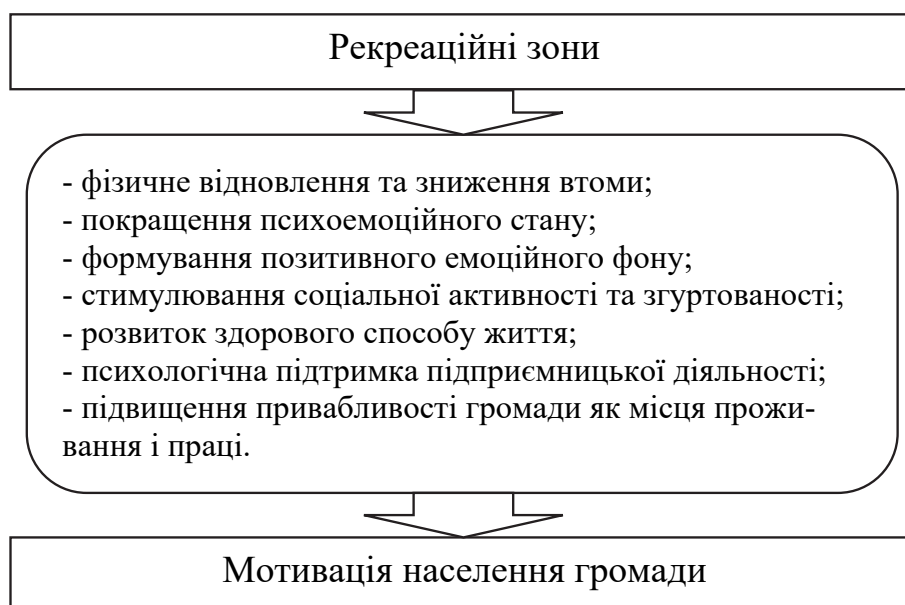 Рекреаційні зони
- фізичне відновлення та зниження втоми;
- покращення психоемоційного стану;
- формування позитивного емоційного фону;
- стимулювання соціальної активності та згуртованості;
- розвиток здорового способу життя;
- психологічна підтримка підприємницької діяльності;
- підвищення привабливості громади як місця прожи-
вання і праці.
Мотивація населення громади